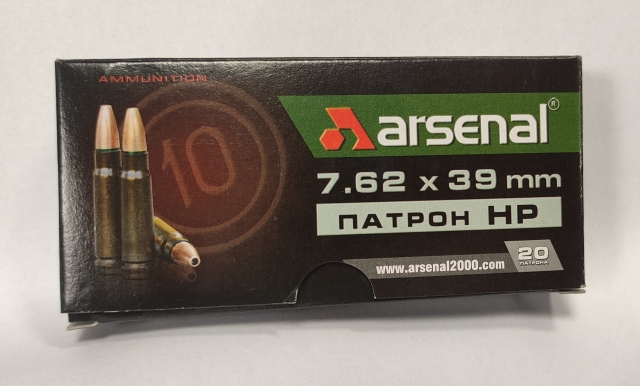 AMMUNITION
10
arsenal®
7.62 x 39 mm
ПАТРОН HP
www.arsenal2000.com
20
ПАТРОНА